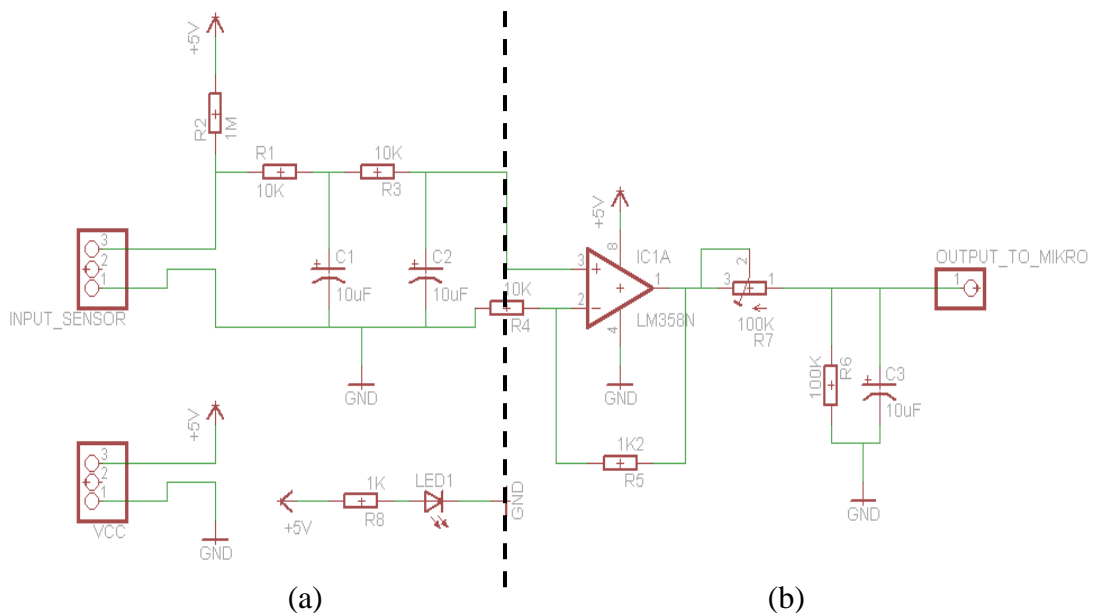 +5V
R2
1M
R1
10K
10K
R3
C1
10uF
C2
10uF
3
2
1
INPUT_SENSOR
GND
+5V
8
IC1A
3
2
1
4
LM358N
GND
10K
R4
1K2
R5
2
3
1
100K
R7
OUTPUT_TO_MIKRO
1
100K
R6
C3
10uF
GND
3
2
1
VCC
+5V
GND
+5V
1K
R8
LED1
GND
(a)
(b)